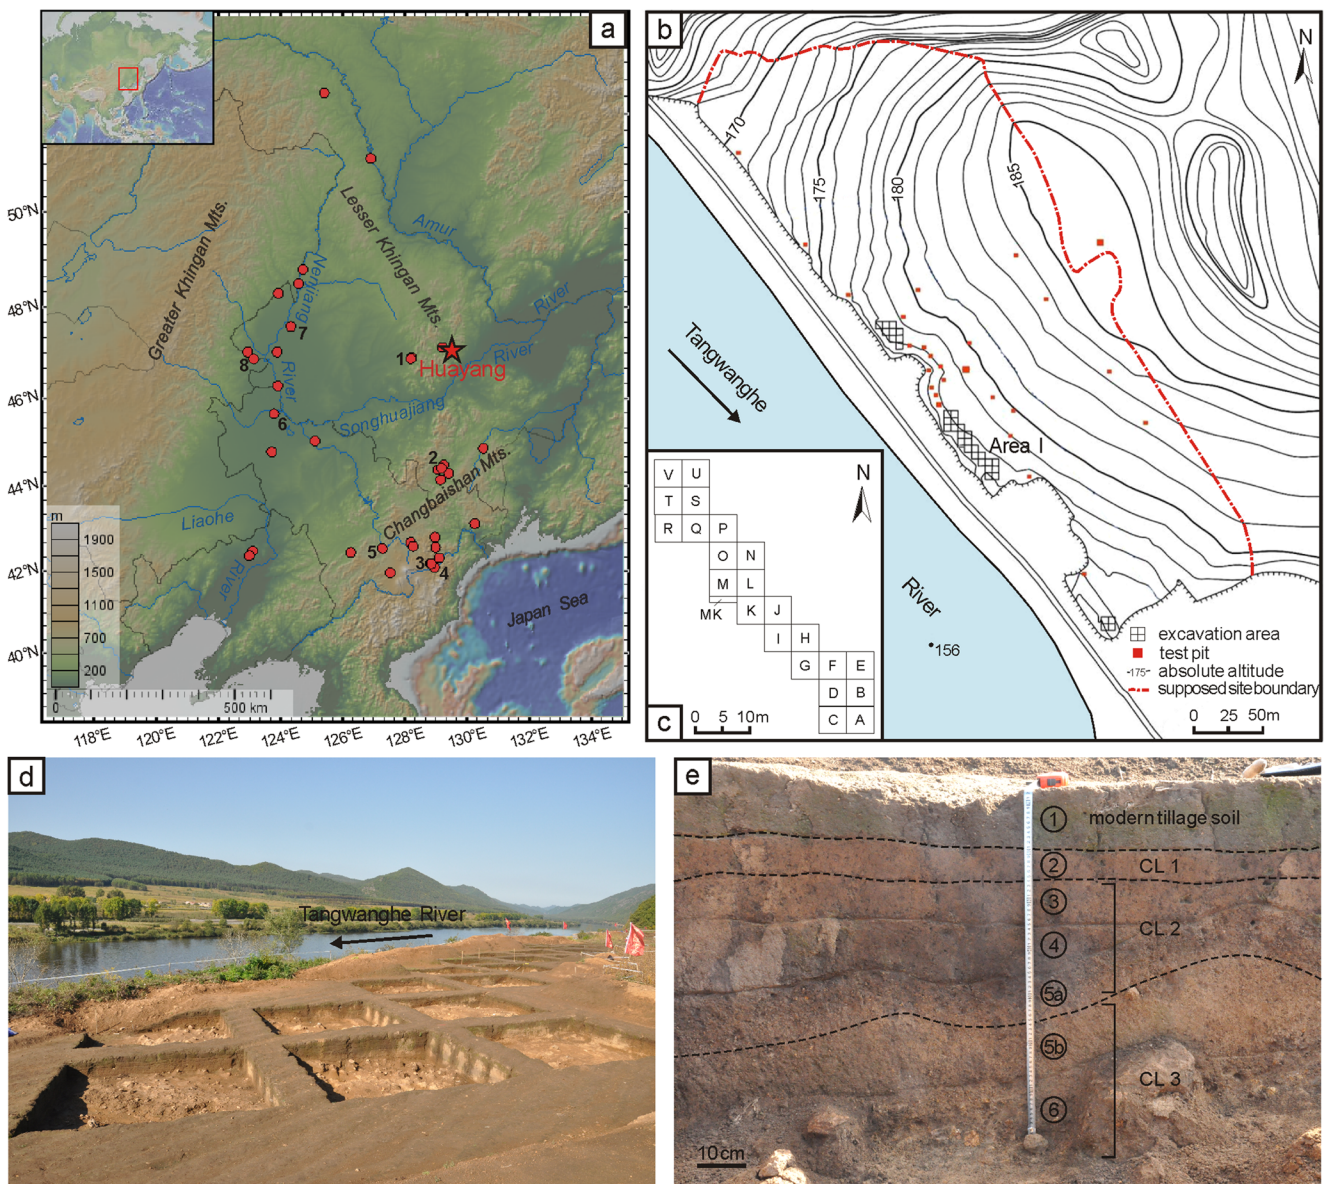 a
50°N
48°N
46°N
44°N
42°N
40°N
118°E
120°E
122°E
124°E
126°E
128°E
130°E
132°E
134°E
Greater Khingan Mts.
Lesser Khingan Mts.
Amur
River
Nenjiang
River
7
8
6
1
Huayang
River
Songhuajiang
2
Changbaishan Mts.
5
3
4
Liaohe
River
Japan Sea
m
1900
1500
1100
700
200
0
500 km
b
N
170
175
180
185
Tangwanghe
River
156
Area I
excavation area
test pit
-175- absolute altitude
supposed site boundary
0 25 50m
c
N
V U
T S
R Q P
O N
M L
MK K J
I H
G F E
D B
C A
0 5 10m
d
Tangwanghe River
e
1 modern tillage soil
2 CL 1
3
4 CL 2
5a
5b
CL 3
6
10cm